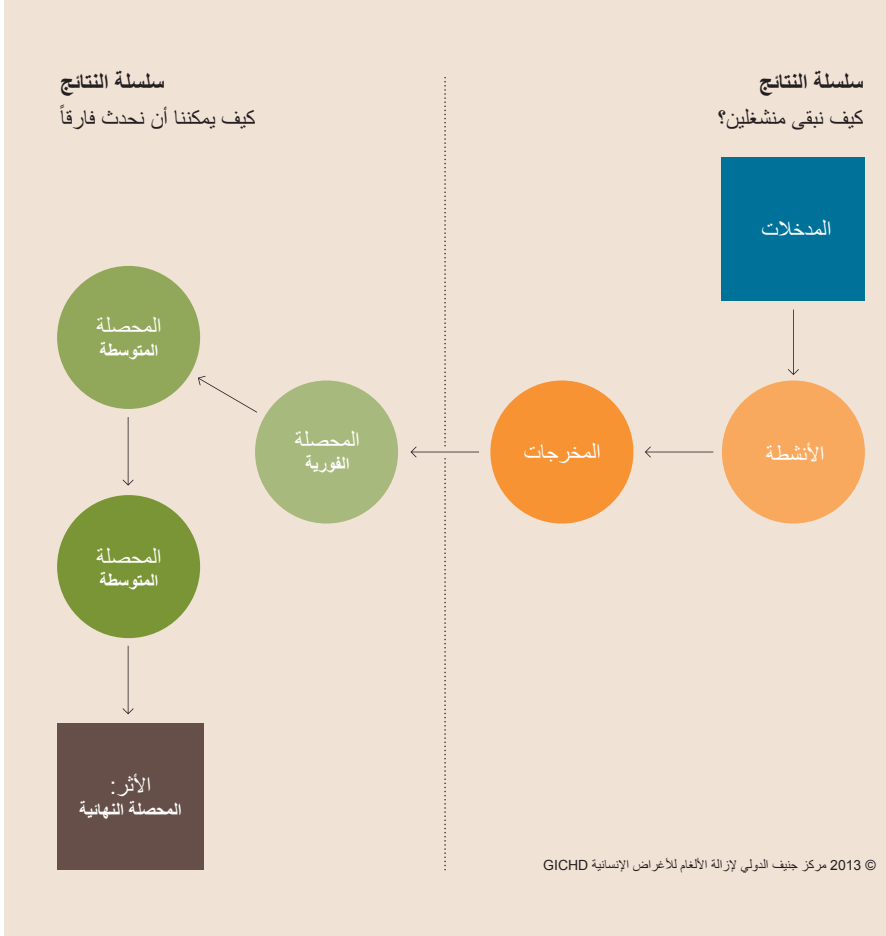 سلسلة النتائج
كيف نبقى منشغلين؟
المدخلات
الأنشطة
المخرجات
سلسلة النتائج
كيف يمكننا أن نحدث فارقاً
المحصلة
الفورية
المحصلة
المتوسطة
المحصلة
المتوسطة
الأثر:
المحصلة النهائية
© 2013 مركز جنيف الدولي لإزالة الألغام للأغراض الإنسانية GICHD